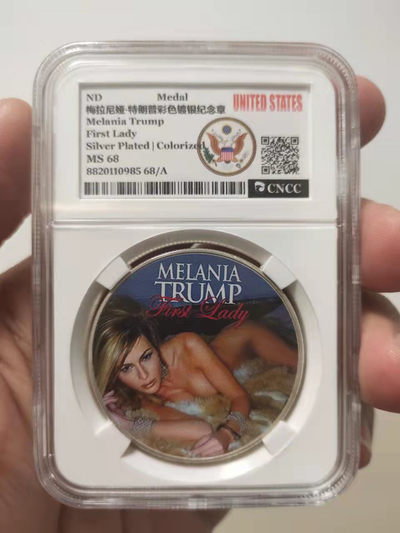 ND Medal
UNITED STATES
梅拉尼娅·特朗普彩色镀银纪念章
Melania Trump
First Lady
Silver Plated | Colorized
MS 68
8820110985 68/A
CNCC
MELANIA
TRUMP
First Lady